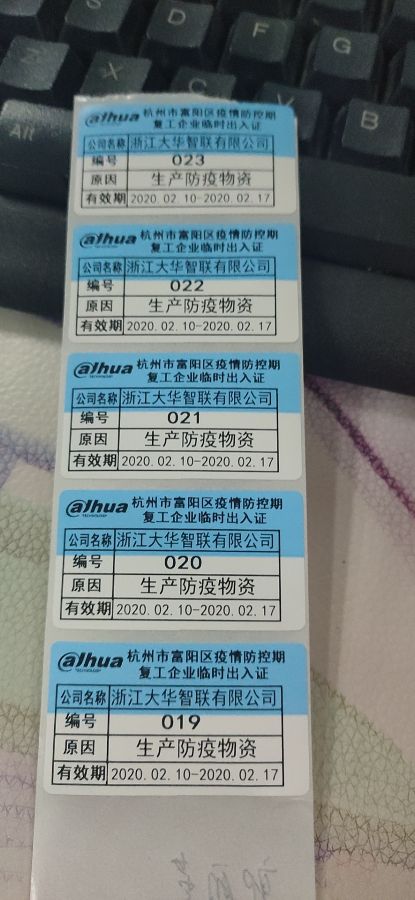 S
D
F
G
Z
X
C
V
B
Alt
alhua 杭州市富阳区疫情防控期
复工企业临时出入证
公司名称 浙江大华智联有限公司
编号 023
原因 生产防疫物资
有效期 2020.02.10-2020.02.17
alhua 杭州市富阳区疫情防控期
TECHNOLOGY 复工企业临时出入证
公司名称 浙江大华智联有限公司
编号 022
原因 生产防疫物资
有效期 2020.02.10-2020.02.17
alhua 杭州市富阳区疫情防控期
TECHNOLOGY 复工企业临时出入证
公司名称 浙江大华智联有限公司
编号 021
原因 生产防疫物资
有效期 2020.02.10-2020.02.17
alhua 杭州市富阳区疫情防控期
TECHNOLOGY 复工企业临时出入证
公司名称 浙江大华智联有限公司
编号 020
原因 生产防疫物资
有效期 2020.02.10-2020.02.17
alhua 杭州市富阳区疫情防控期
TECHNOLOGY 复工企业临时出入证
公司名称 浙江大华智联有限公司
编号 019
原因 生产防疫物资
有效期 2020.02.10-2020.02.17